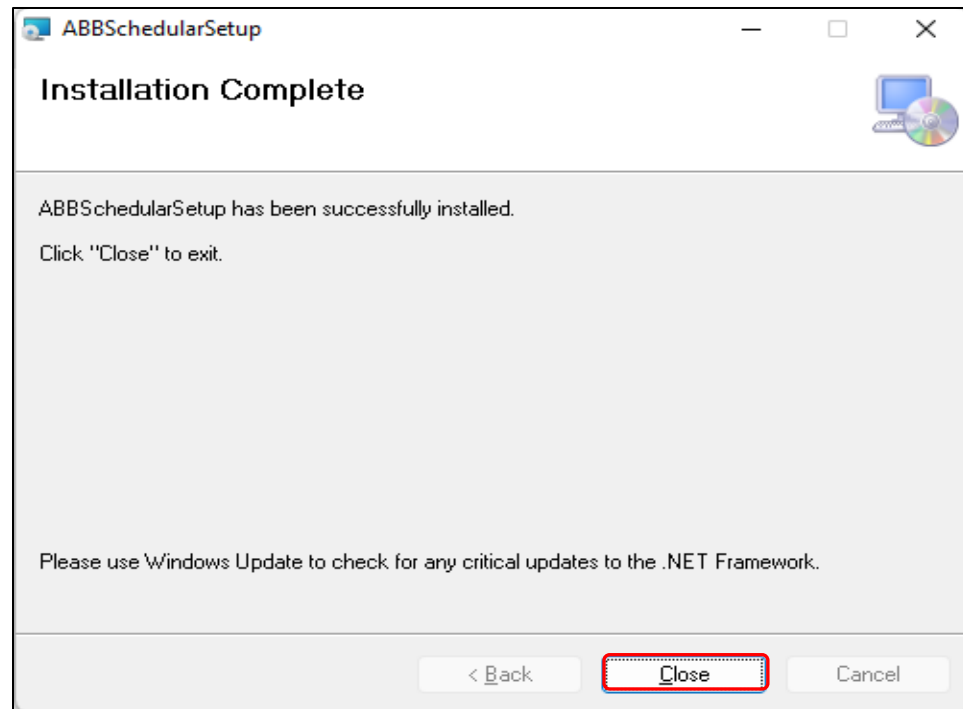 ABBSchedularSetup
Installation Complete
ABBSchedularSetup has been successfully installed.
Click "Close" to exit.
Please use Windows Update to check for any critical updates to the .NET Framework.
< Back Close Cancel